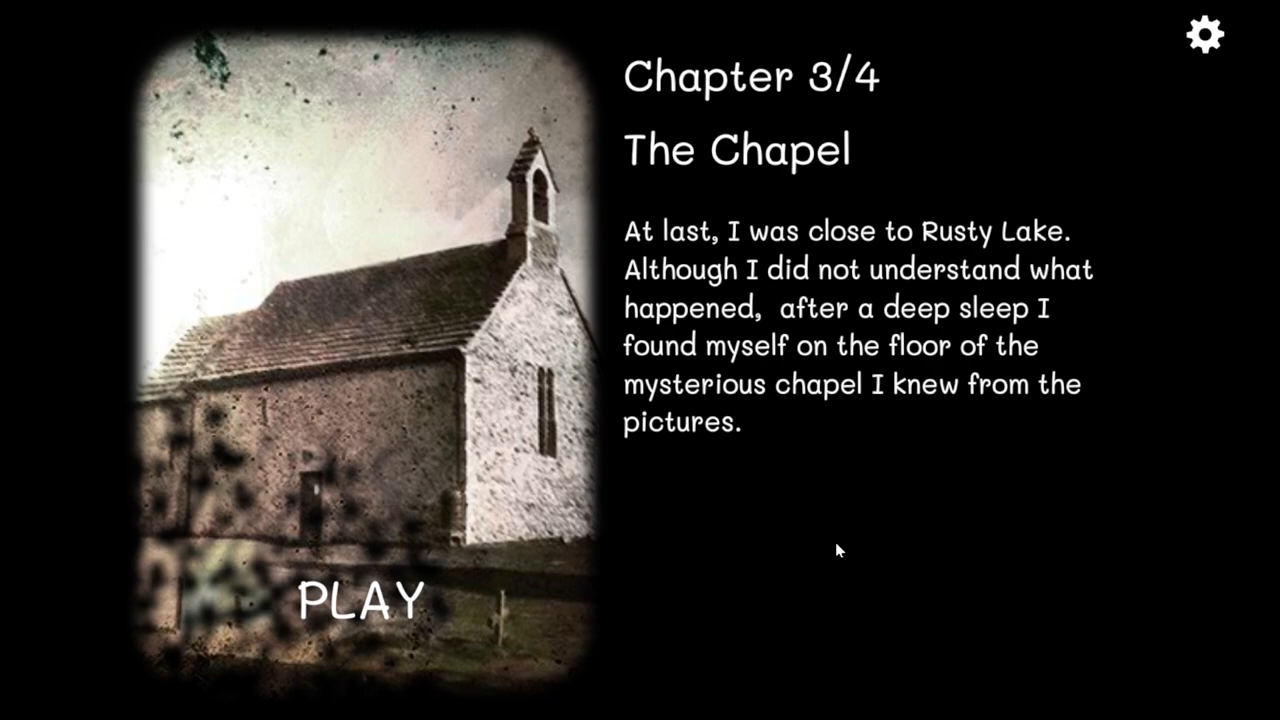 Chapter 3/4
The Chapel
At last, I was close to Rusty Lake.
Although I did not understand what
happened,  after a deep sleep I
found myself on the floor of the
mysterious chapel I knew from the
pictures.
PLAY